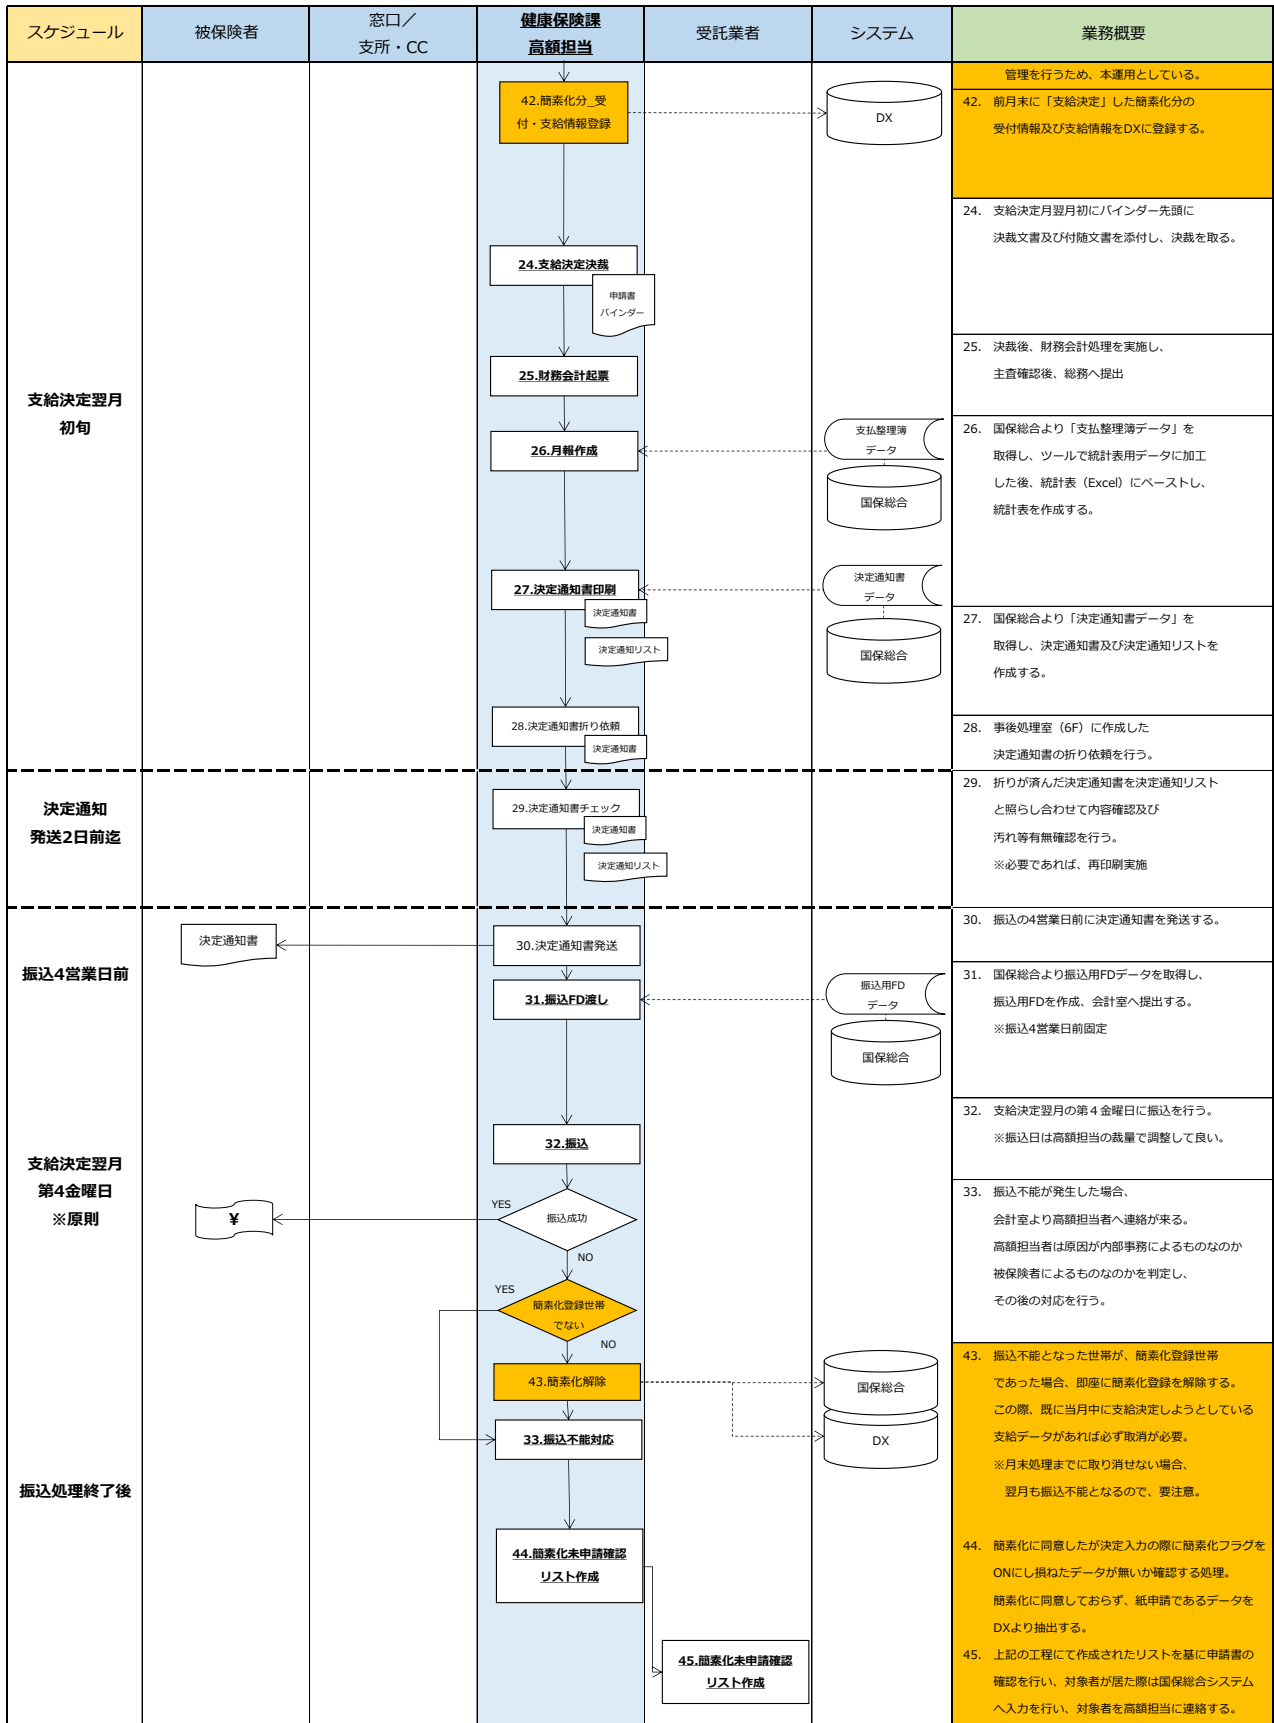 スケジュール
被保険者
窓口／
支所・CC
健康保険課
高額担当
受託業者
システム
業務概要
管理を行うため、本運用としている。
42.簡素化分_受
付・支給情報登録
DX
42. 前月末に「支給決定」した簡素化分の
受付情報及び支給情報をDXに登録する。
24. 支給決定月翌月初にバインダー先頭に
決裁文書及び付随文書を添付し、決裁を取る。
24.支給決定決裁
申請書
バインダー
25. 決裁後、財務会計処理を実施し、
主査確認後、総務へ提出
25.財務会計起票
支給決定翌月
初旬
26.月報作成
支払整理簿
データ
国保総合
26. 国保総合より「支払整理簿データ」を
取得し、ツールで統計表用データに加工
した後、統計表（Excel）にペーストし、
統計表を作成する。
27.決定通知書印刷
決定通知書
決定通知リスト
決定通知書
データ
国保総合
27. 国保総合より「決定通知書データ」を
取得し、決定通知書及び決定通知リストを
作成する。
28.決定通知書折り依頼
決定通知書
28. 事後処理室（6F）に作成した
決定通知書の折り依頼を行う。
決定通知
発送2日前迄
29.決定通知書チェック
決定通知書
決定通知リスト
29. 折りが済んだ決定通知書を決定通知リスト
と照らし合わせて内容確認及び
汚れ等有無確認を行う。
※必要であれば、再印刷実施
振込4営業日前
決定通知書
30.決定通知書発送
30. 振込の4営業日前に決定通知書を発送する。
31.振込FD渡し
振込用FD
データ
国保総合
31. 国保総合より振込用FDデータを取得し、
振込用FDを作成、会計室へ提出する。
※振込4営業日前固定
支給決定翌月
第4金曜日
※原則
32.振込
32. 支給決定翌月の第４金曜日に振込を行う。
※振込日は高額担当の裁量で調整して良い。
YES
¥
振込成功
NO
33. 振込不能が発生した場合、
会計室より高額担当者へ連絡が来る。
高額担当者は原因が内部事務によるものなのか
被保険者によるものなのかを判定し、
その後の対応を行う。
YES
簡素化登録世帯
でない
NO
43.簡素化解除
国保総合
DX
33.振込不能対応
43. 振込不能となった世帯が、簡素化登録世帯
であった場合、即座に簡素化登録を解除する。
この際、既に当月中に支給決定しようとしている
支給データがあれば必ず取消が必要。
※月末処理までに取り消せない場合、
翌月も振込不能となるので、要注意。
振込処理終了後
44.簡素化未申請確認
リスト作成
44. 簡素化に同意したが決定入力の際に簡素化フラグを
ONにし損ねたデータが無いか確認する処理。
簡素化に同意しておらず、紙申請であるデータを
DXより抽出する。
45.簡素化未申請確認
リスト作成
45. 上記の工程にて作成されたリストを基に申請書の
確認を行い、対象者が居た際は国保総合システム
へ入力を行い、対象者を高額担当に連絡する。